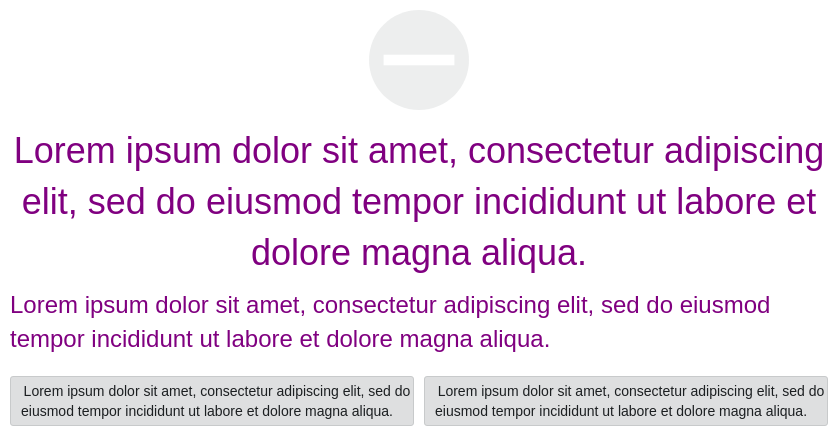 Lorem ipsum dolor sit amet, consectetur adipiscing
elit, sed do eiusmod tempor incididunt ut labore et
dolore magna aliqua.
Lorem ipsum dolor sit amet, consectetur adipiscing elit, sed do eiusmod
tempor incididunt ut labore et dolore magna aliqua.
Lorem ipsum dolor sit amet, consectetur adipiscing elit, sed do
eiusmod tempor incididunt ut labore et dolore magna aliqua.
Lorem ipsum dolor sit amet, consectetur adipiscing elit, sed do
eiusmod tempor incididunt ut labore et dolore magna aliqua.